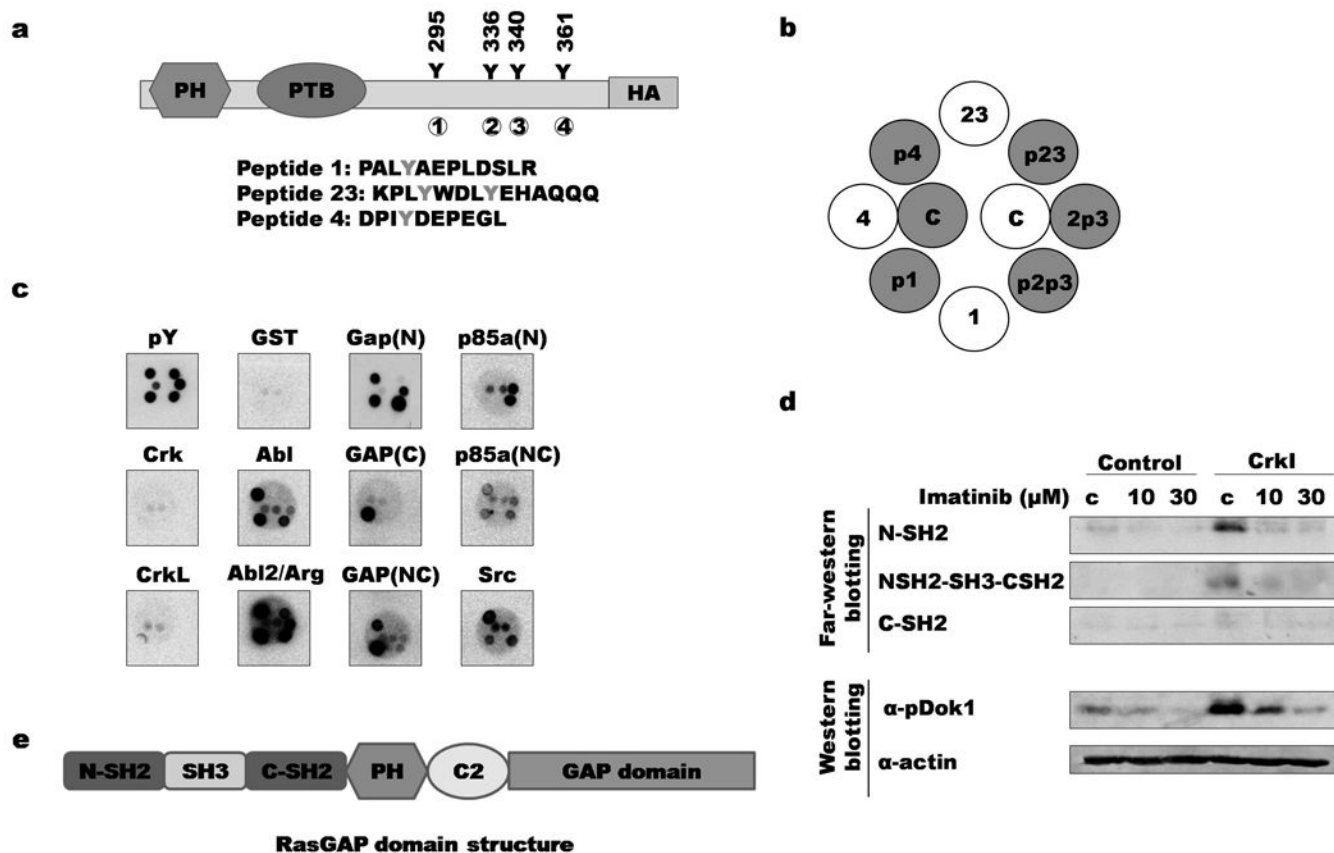 a
295 336 340 361
Y Y Y Y
PH PTB HA
1 2 3 4
Peptide 1: PALYAEPLDSLR
Peptide 23: KPLYWDLYEHAQQQ
Peptide 4: DPIYDEPEGL
b
23
p4 p23
4 C C 2p3
p1 p2p3
1
c
pY GST Gap(N) p85a(N)
Crk Abl GAP(C) p85a(NC)
CrkL Abl2/Arg GAP(NC) Src
d
Control CrkI
Imatinib (µM) c 10 30 c 10 30
Far-western blotting
N-SH2
NSH2-SH3-CSH2
C-SH2
Western blotting
α-pDok1
α-actin
e
N-SH2 SH3 C-SH2 PH C2 GAP domain
RasGAP domain structure